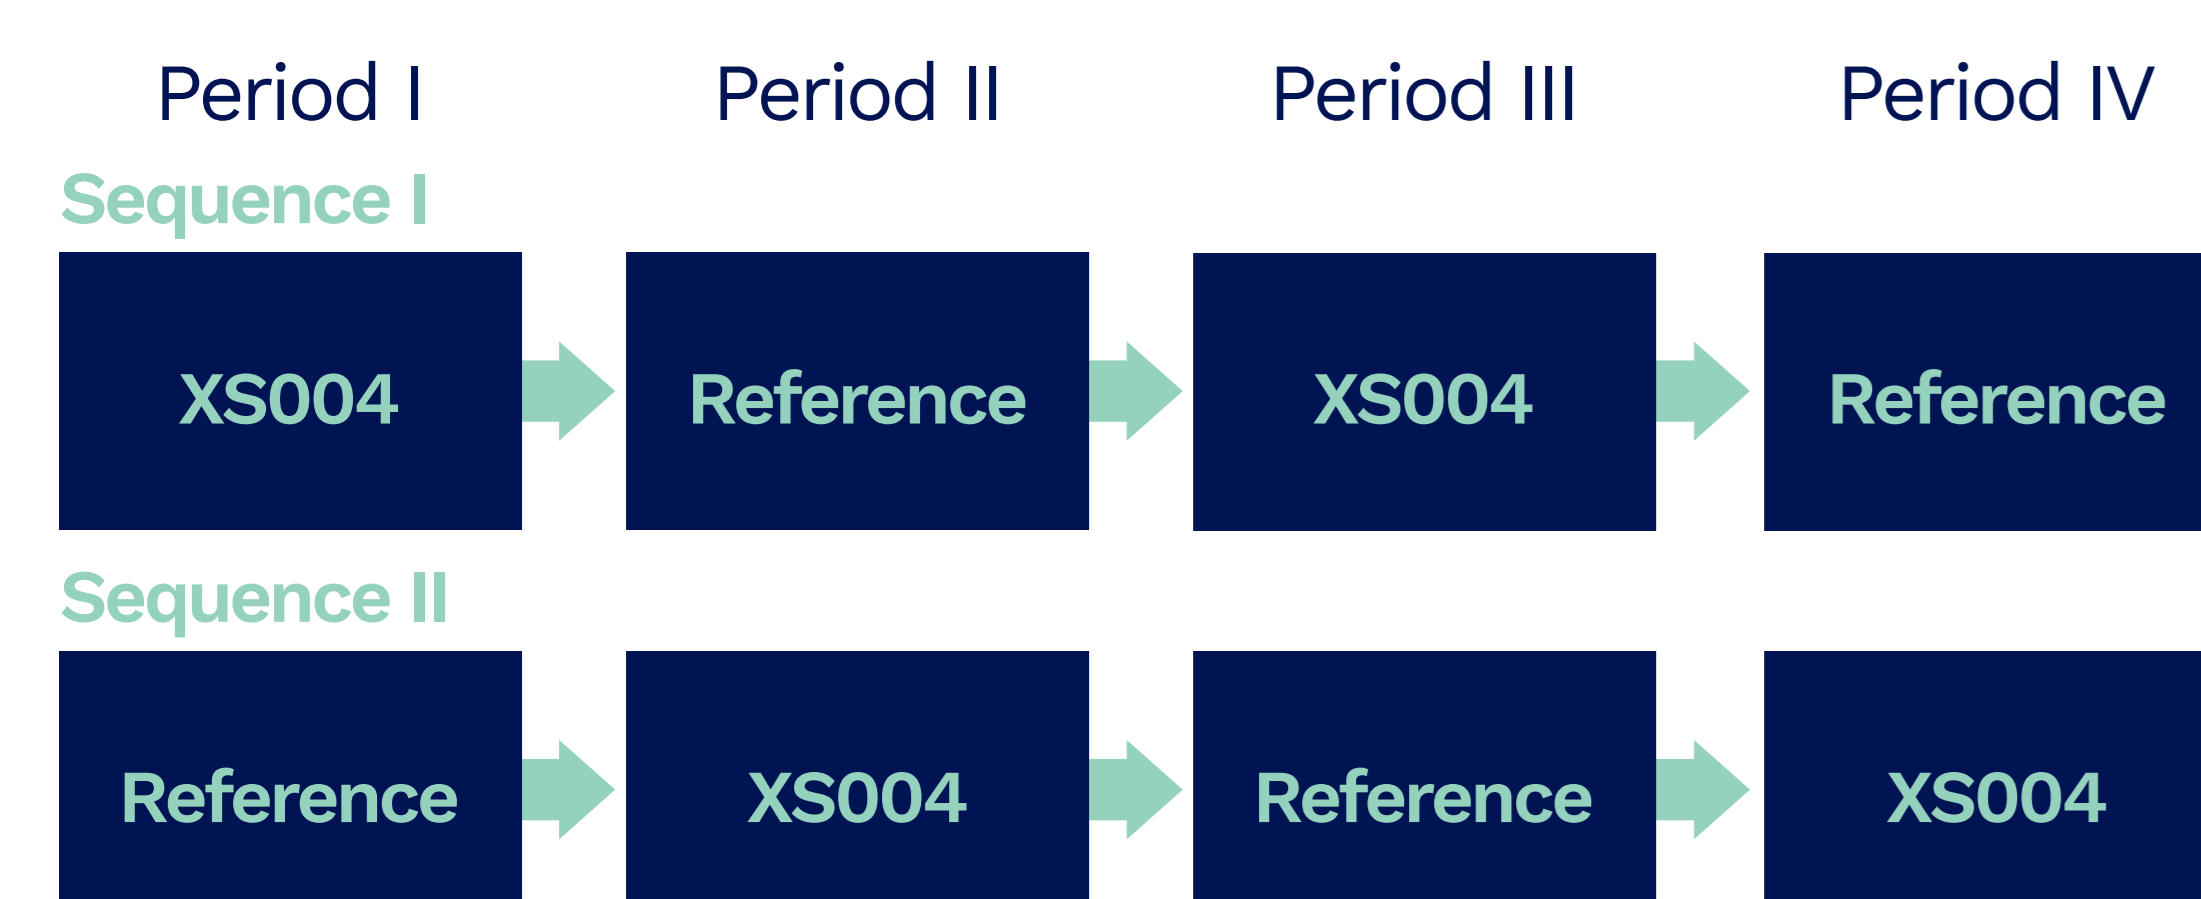 Period I Period II Period III Period IV
Sequence I
XS004 Reference XS004 Reference
Sequence II
Reference XS004 Reference XS004